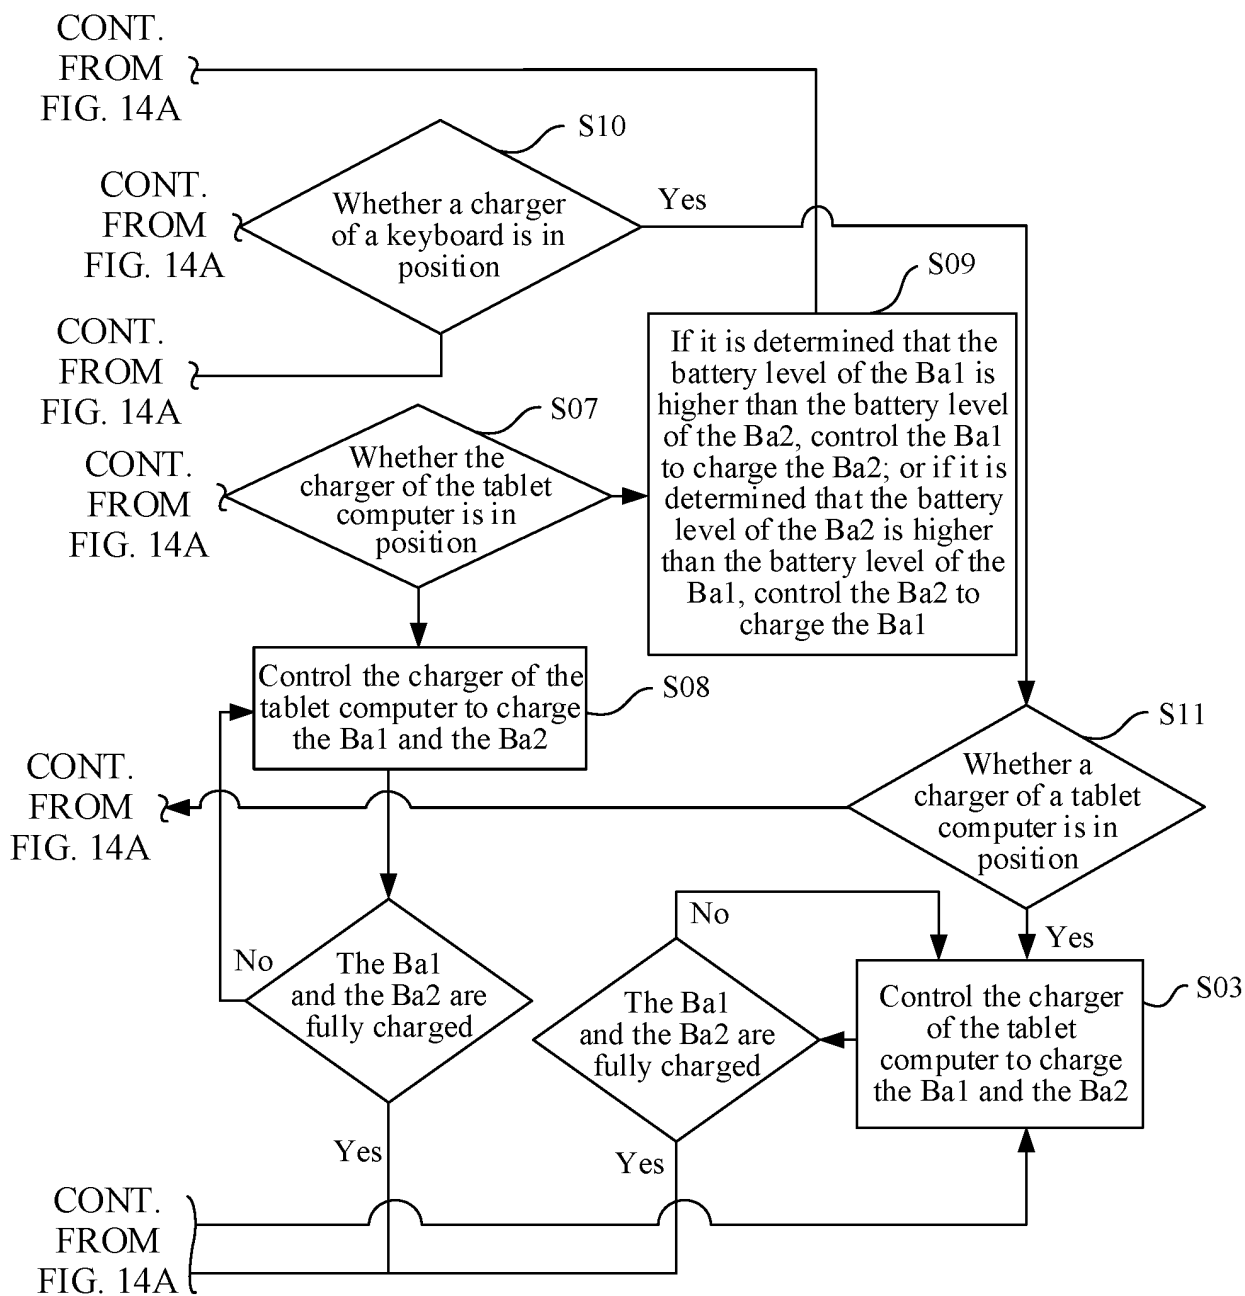 CONT.
FROM
FIG. 14A
S10
CONT.
FROM
FIG. 14A
Whether a charger
of a keyboard is in
position
Yes
S09
CONT.
FROM
FIG. 14A
If it is determined that the
battery level of the Ba1 is
higher than the battery level
of the Ba2, control the Ba1
to charge the Ba2; or if it is
determined that the battery
level of the Ba2 is higher
than the battery level of the
Ba1, control the Ba2 to
charge the Ba1
S07
CONT.
FROM
FIG. 14A
Whether the
charger of the tablet
computer is in
position
Control the charger of the
tablet computer to charge
the Ba1 and the Ba2
S08
S11
CONT.
FROM
FIG. 14A
Whether a
charger of a tablet
computer is in
position
No
The Ba1
and the Ba2 are
fully charged
No
The Ba1
and the Ba2 are
fully charged
Yes
Control the charger
of the tablet
computer to charge
the Ba1 and the Ba2
S03
Yes
Yes
CONT.
FROM
FIG. 14A